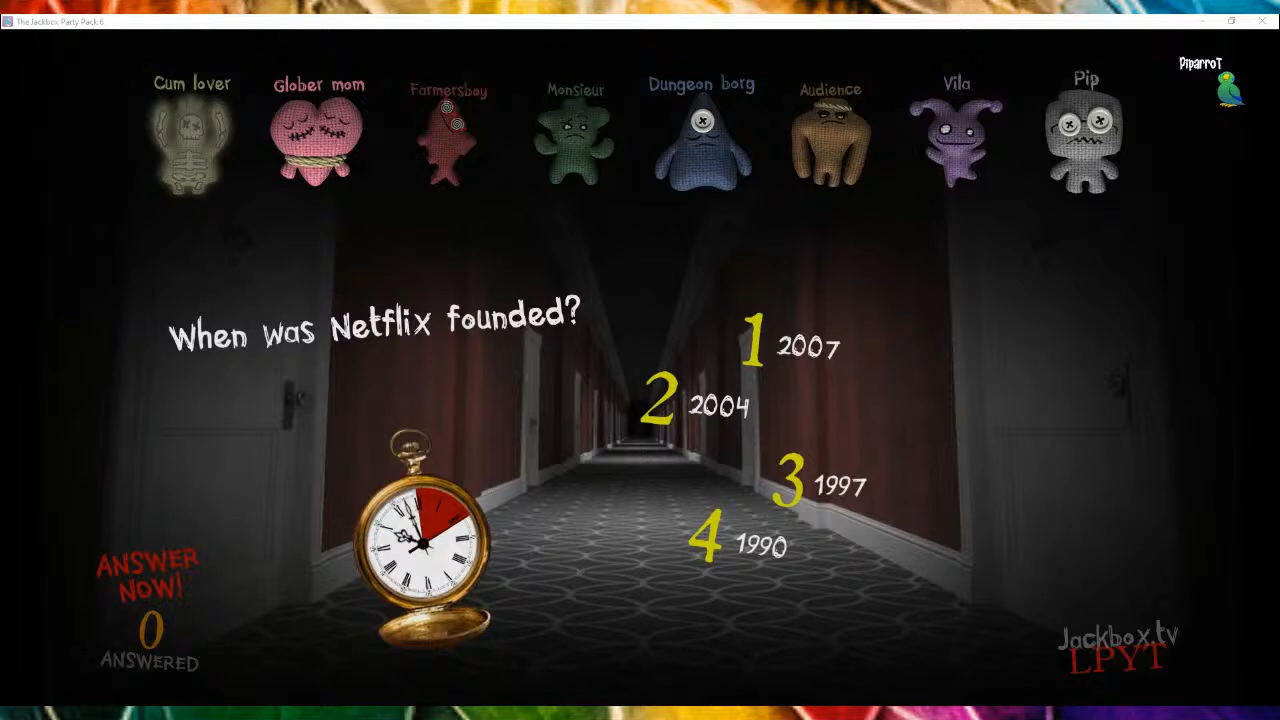 The Jackbox Party Pack 6
Piparrot
Cum lover
Glober mom
Farmersboy
Monsieur
Dungeon borg
Audience
Vila
Pip
When was Netflix founded?
1 2007
2 2004
3 1997
4 1990
ANSWER
NOW!
0
ANSWERED
Jackbox.tv
LPYT